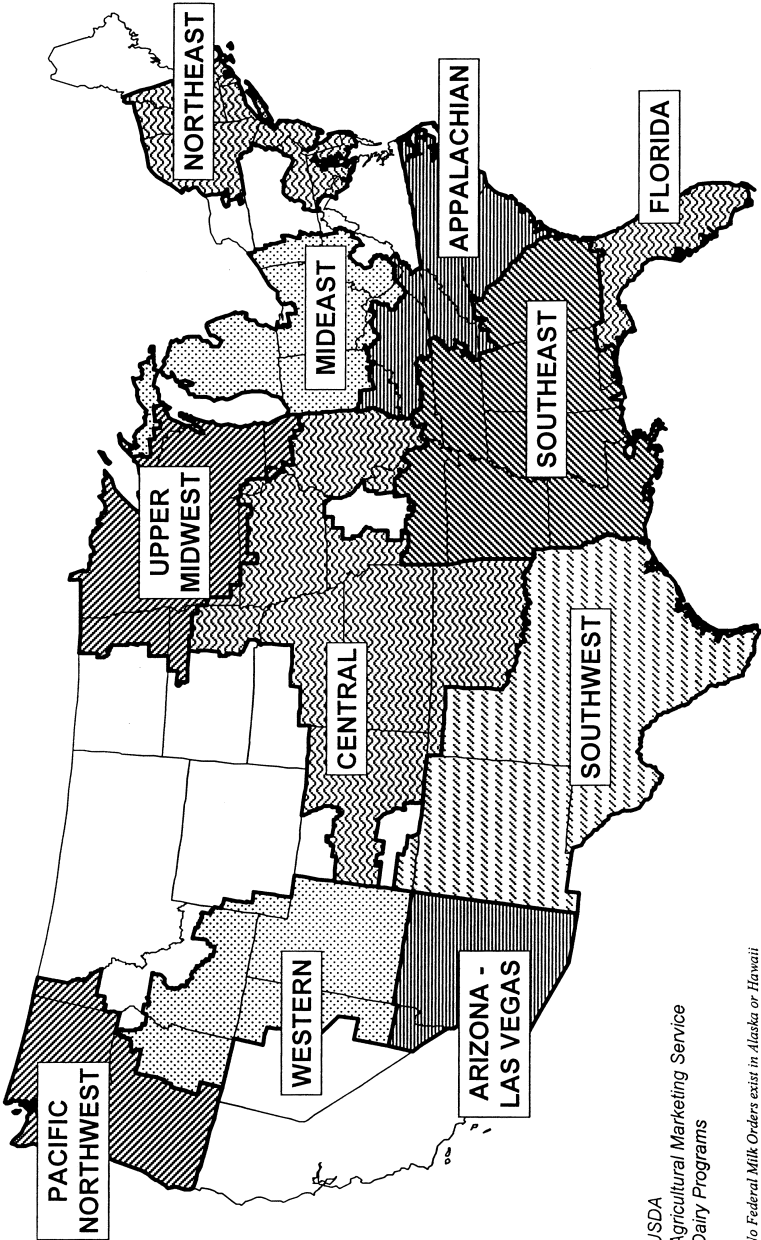 PACIFIC
NORTHWEST
WESTERN
ARIZONA -
LAS VEGAS
CENTRAL
SOUTHWEST
UPPER
MIDWEST
MIDEAST
SOUTHEAST
NORTHEAST
APPALACHIAN
FLORIDA
USDA
Agricultural Marketing Service
Dairy Programs
Federal Milk Orders exist in Alaska or Hawaii